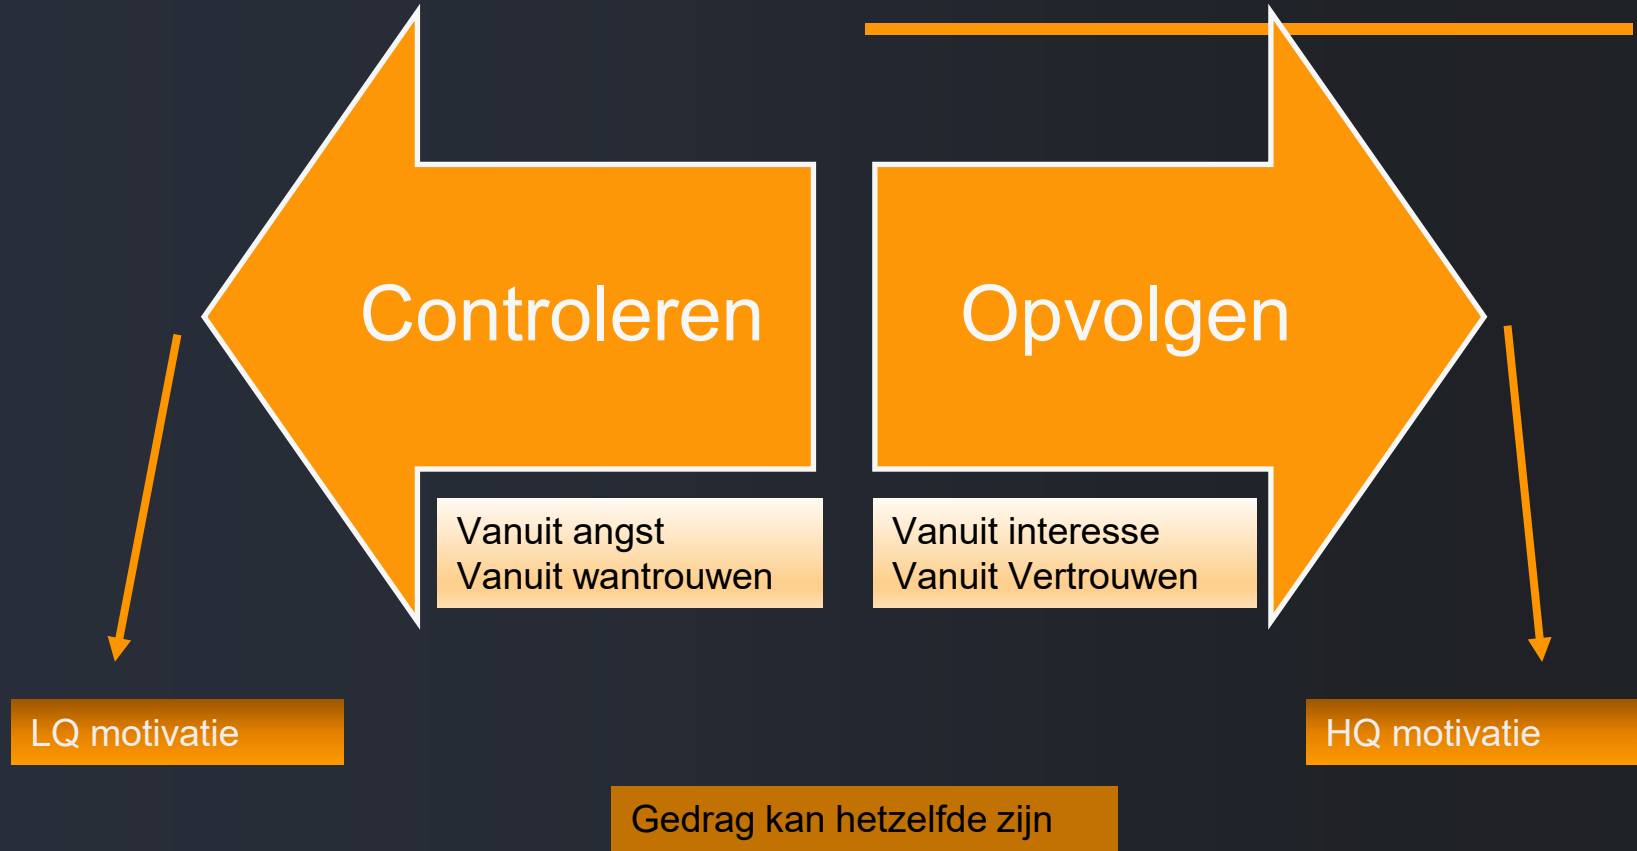 Controleren
Opvolgen
Vanuit angst
Vanuit wantrouwen
Vanuit interesse
Vanuit Vertrouwen
LQ motivatie
HQ motivatie
Gedrag kan hetzelfde zijn